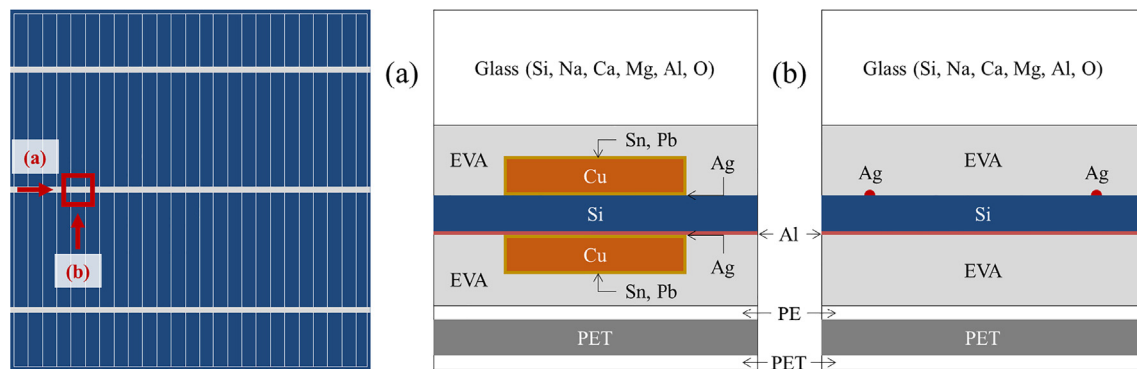 (a)
(b)
(a)
Glass (Si, Na, Ca, Mg, Al, O)
Sn, Pb
EVA
Ag
Cu
Si
Al
Cu
Ag
EVA
Sn, Pb
PE
PET
PET
(b)
Glass (Si, Na, Ca, Mg, Al, O)
EVA
Ag
Ag
Si
EVA